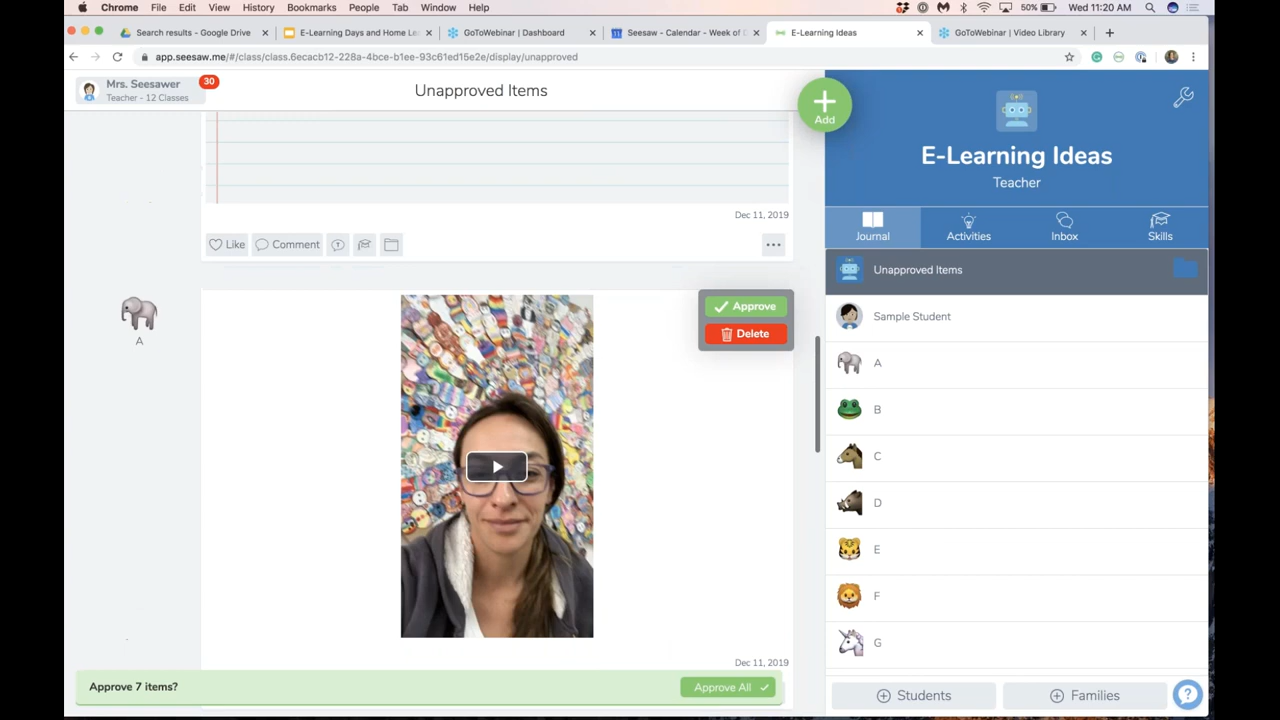 Chrome File Edit View History Bookmarks People Tab Window Help 50% Wed 11:20 AM
Search results - Google Drive × E-Learning Days and Home Le × GoToWebinar | Dashboard × Seesaw - Calendar - Week of D × E-Learning Ideas × GoToWebinar | Video Library × +
app.seesaw.me/#/class/class.6ecacb12-228a-4bce-b1ee-93c61ed15e2e/display/unapproved
Mrs. Seesawer 30
Teacher - 12 Classes
Unapproved Items
+
Add
E-Learning Ideas
Teacher
Journal Activities Inbox Skills
Dec 11, 2019
Like Comment
Unapproved Items
Sample Student
A
B
C
D
E
F
G
A
Approve
Delete
Dec 11, 2019
Approve 7 items? Approve All
Students Families ?